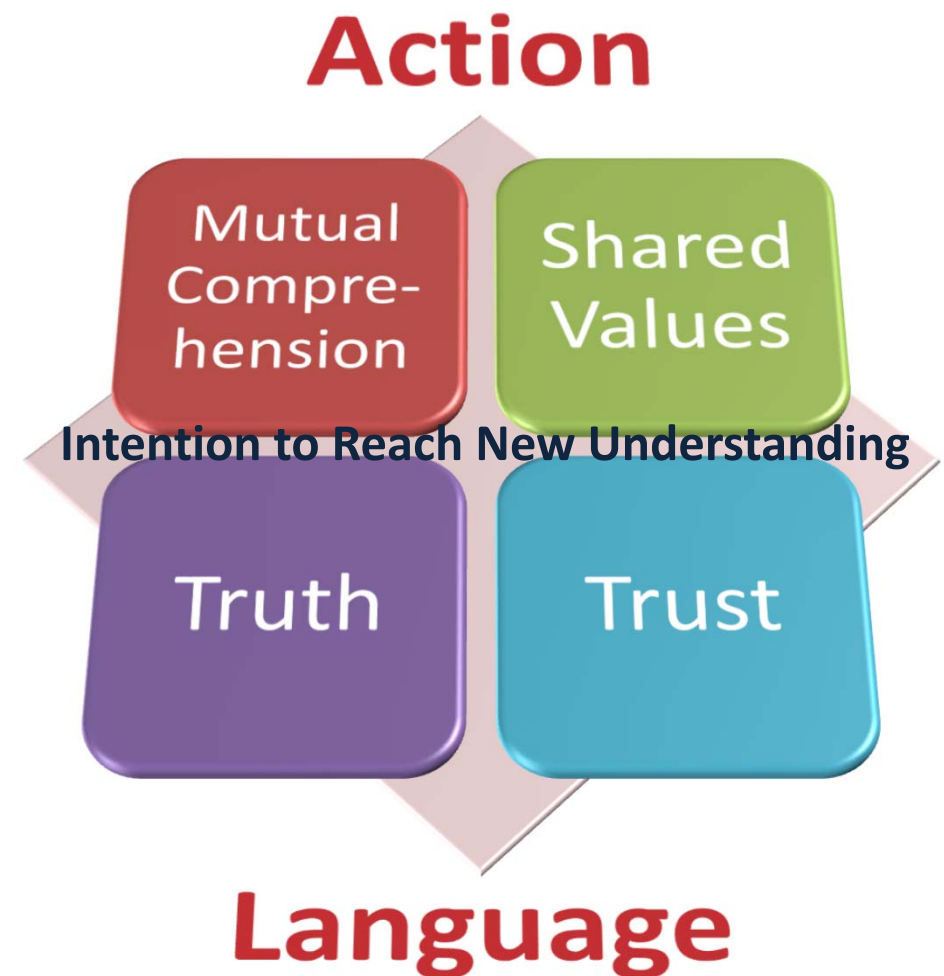 Action
Mutual
Compre-
hension
Shared
Values
Intention to Reach New Understanding
Truth
Trust
Language